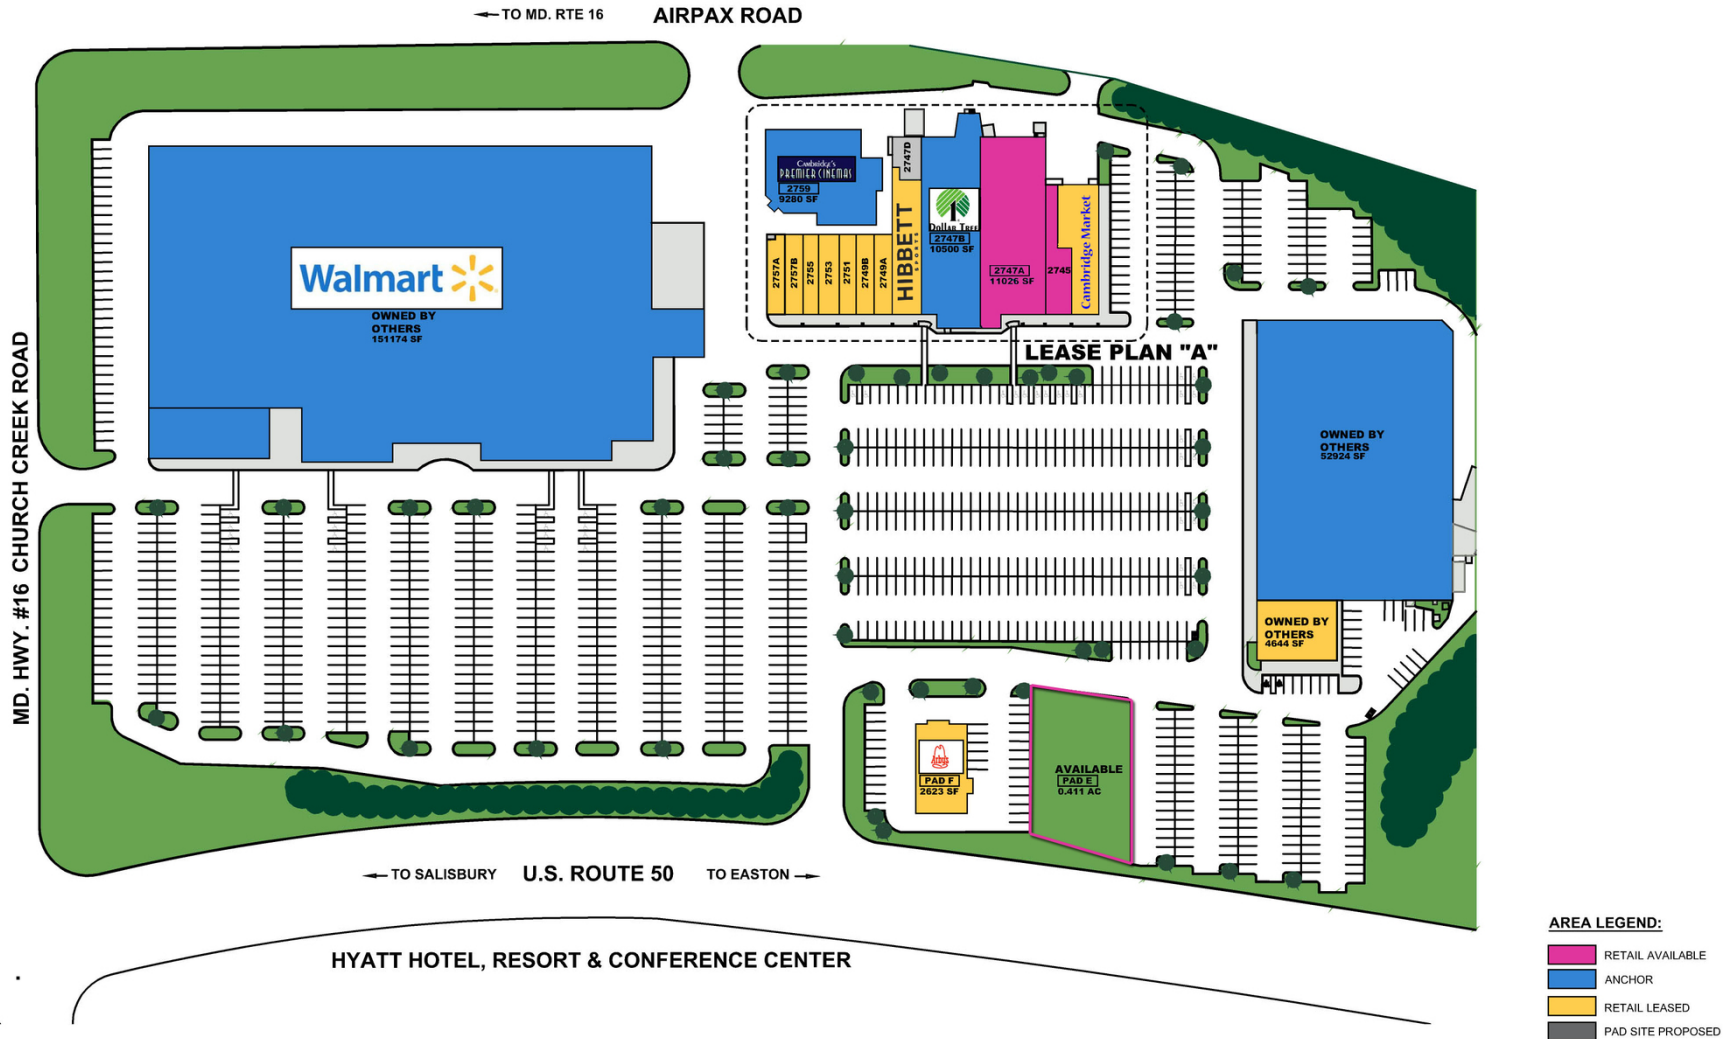 TO MD. RTE 16
AIRPAX ROAD
MD. HWY. #16 CHURCH CREEK ROAD
Walmart
OWNED BY
OTHERS
151174 SF
Cambridge's
PREMIER CINEMAS
2759
9280 SF
2757A
2757B
2755
2753
2751
2749B
2749A
HIBBETT
SPORTS
2747D
DOLLAR TREE
2747B
10500 SF
2747A
11026 SF
2745
Cambridge Market
LEASE PLAN "A"
OWNED BY
OTHERS
52924 SF
OWNED BY
OTHERS
4644 SF
PAD F
2623 SF
AVAILABLE
PAD E
0.411 AC
TO SALISBURY
U.S. ROUTE 50
TO EASTON
HYATT HOTEL, RESORT & CONFERENCE CENTER
AREA LEGEND:
RETAIL AVAILABLE
ANCHOR
RETAIL LEASED
PAD SITE PROPOSED